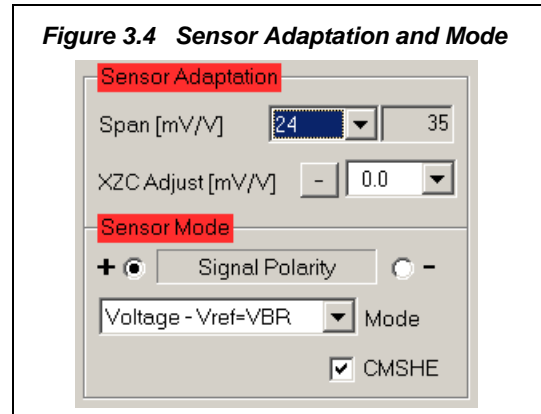 Figure 3.4 Sensor Adaptation and Mode
Sensor Adaptation
Span [mV/V] 24 35
XZC Adjust [mV/V] - 0.0
Sensor Mode
+ Signal Polarity -
Voltage - Vref=VBR Mode
CMSHE